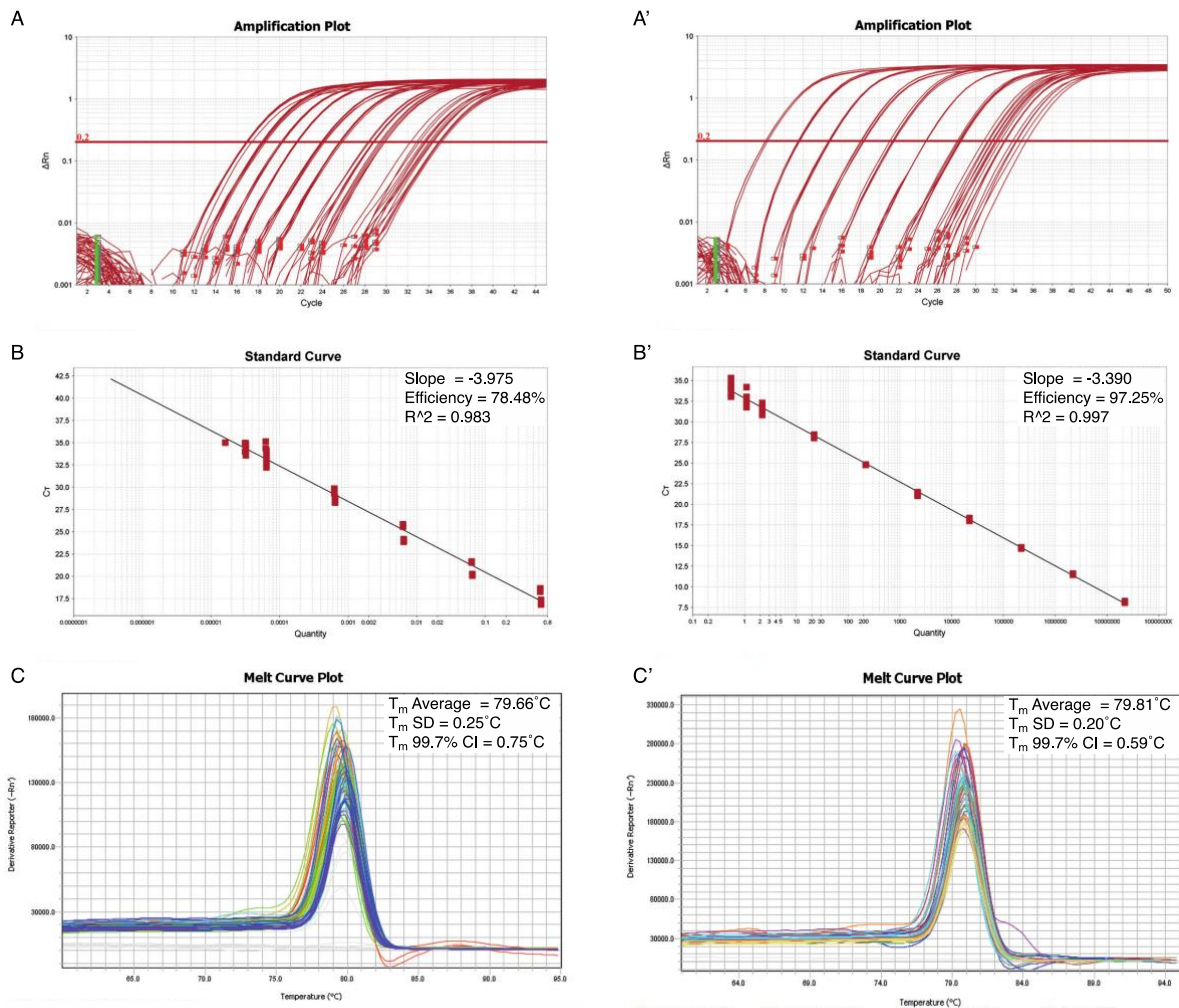 A
Amplification Plot
10
1
0.2
0.1
0.01
0.001
ΔRn
2 4 6 8 10 12 14 16 18 20 22 24 26 28 30 32 34 36 38 40 42 44
Cycle
A'
Amplification Plot
10
1
0.2
0.1
0.01
0.001
ΔRn
2 4 6 8 10 12 14 16 18 20 22 24 26 28 30 32 34 36 38 40 42 44 46 48 50
Cycle
B
Standard Curve
Slope = -3.975
Efficiency = 78.48%
R^2 = 0.983
42.5
40.0
37.5
35.0
32.5
30.0
27.5
25.0
22.5
20.0
17.5
CT
0.0000001 0.000001 0.00001 0.0001 0.001 0.002 0.01 0.02 0.1 0.2 0.8
Quantity
B'
Standard Curve
Slope = -3.390
Efficiency = 97.25%
R^2 = 0.997
35.0
32.5
30.0
27.5
25.0
22.5
20.0
17.5
15.0
12.5
10.0
7.5
CT
0.1 0.2 1 2 3 4 5 10 20 30 100 200 1000 10000 100000 1000000 10000000
Quantity
C
Melt Curve Plot
Tm Average = 79.66˚C
Tm SD = 0.25˚C
Tm 99.7% CI = 0.75˚C
180000.0
130000.0
80000.0
30000.0
Derivative Reporter (-Rn')
65.0 70.0 75.0 80.0 85.0 90.0 95.0
Temperature (°C)
C'
Melt Curve Plot
Tm Average = 79.81˚C
Tm SD = 0.20˚C
Tm 99.7% CI = 0.59˚C
330000.0
280000.0
230000.0
180000.0
130000.0
80000.0
30000.0
Derivative Reporter (-Rn')
64.0 69.0 74.0 79.0 84.0 89.0 94.0
Temperature (°C)